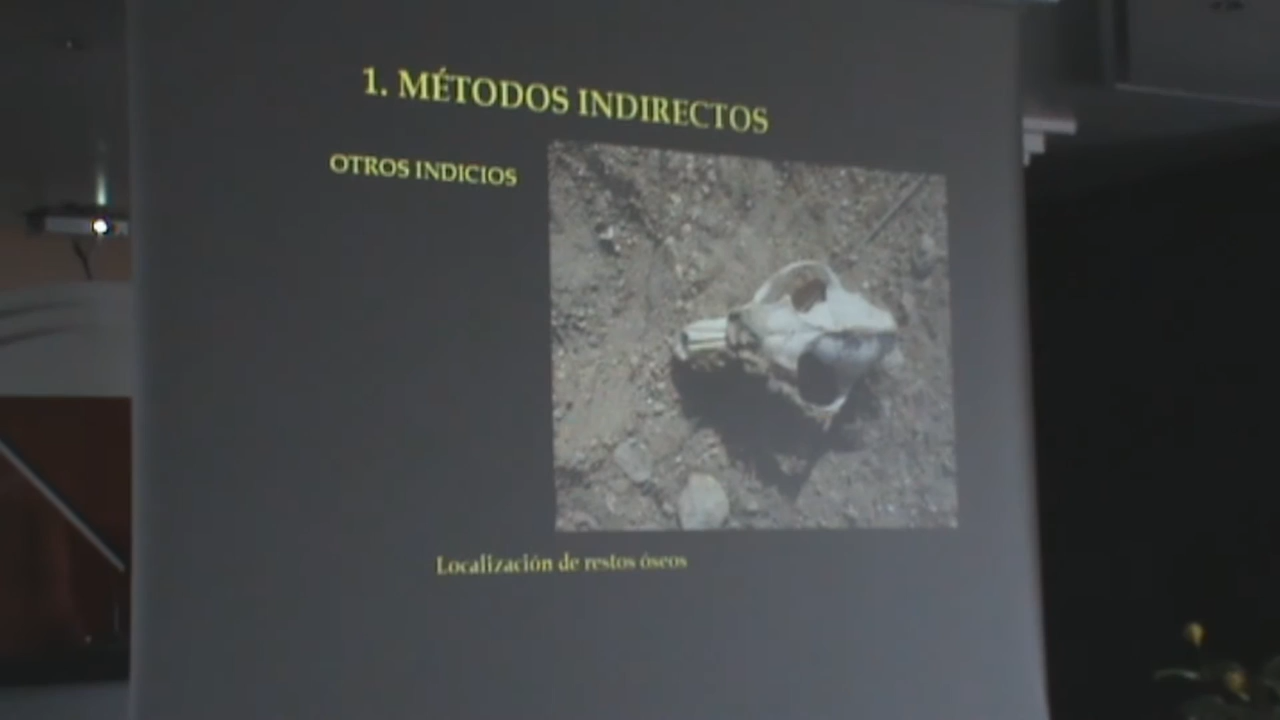 1. MÉTODOS INDIRECTOS
OTROS INDICIOS
Localización de restos óseos